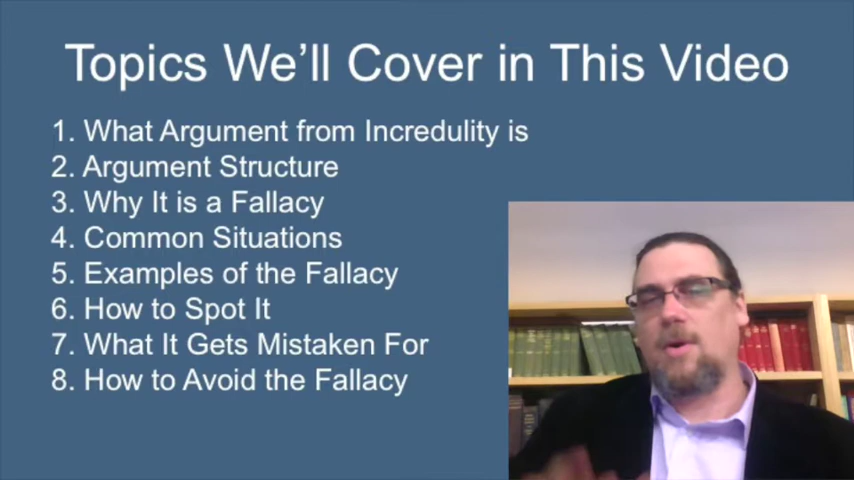 Topics We'll Cover in This Video
1. What Argument from Incredulity is
2. Argument Structure
3. Why It is a Fallacy
4. Common Situations
5. Examples of the Fallacy
6. How to Spot It
7. What It Gets Mistaken For
8. How to Avoid the Fallacy